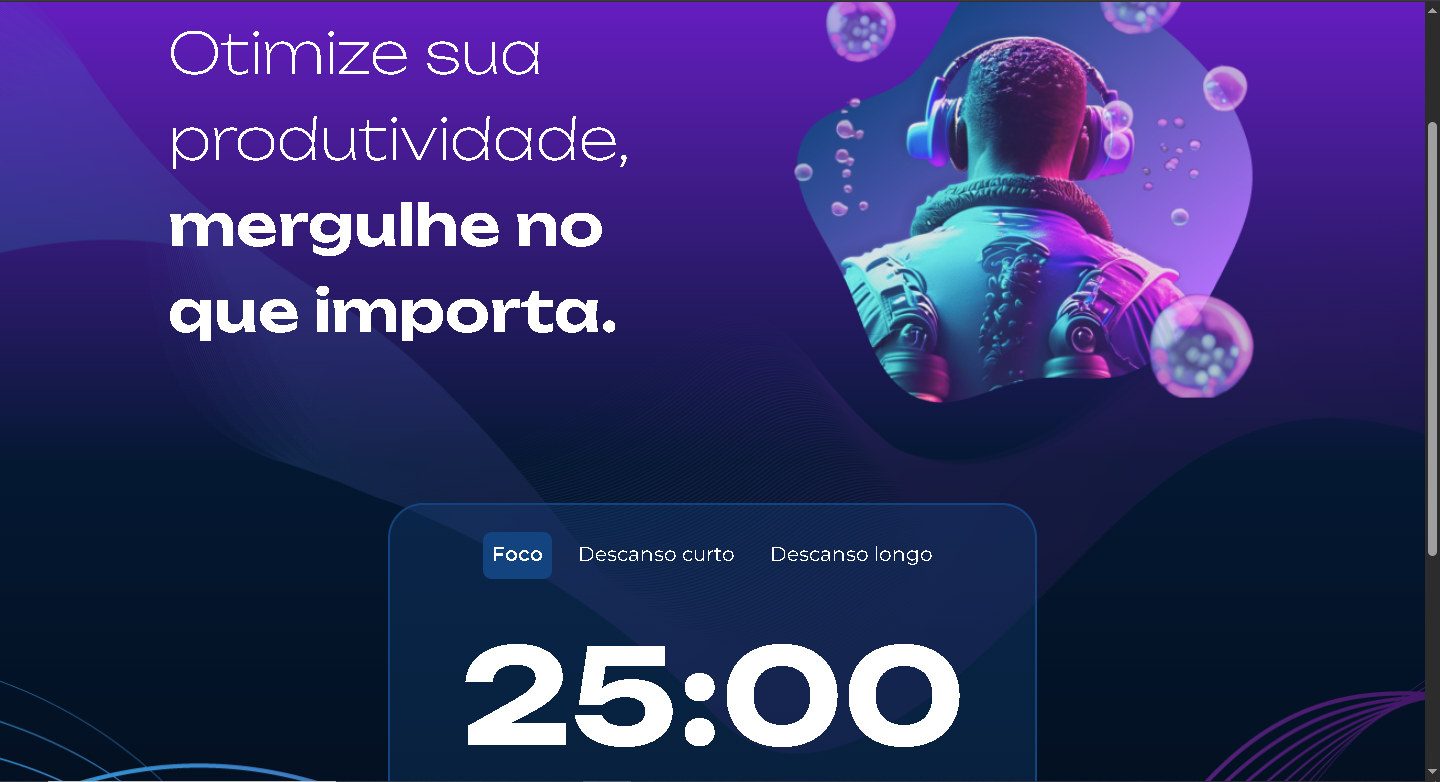 Otimize sua
produtividade,
mergulhe no
que importa.
Foco Descanso curto Descanso longo
25:00